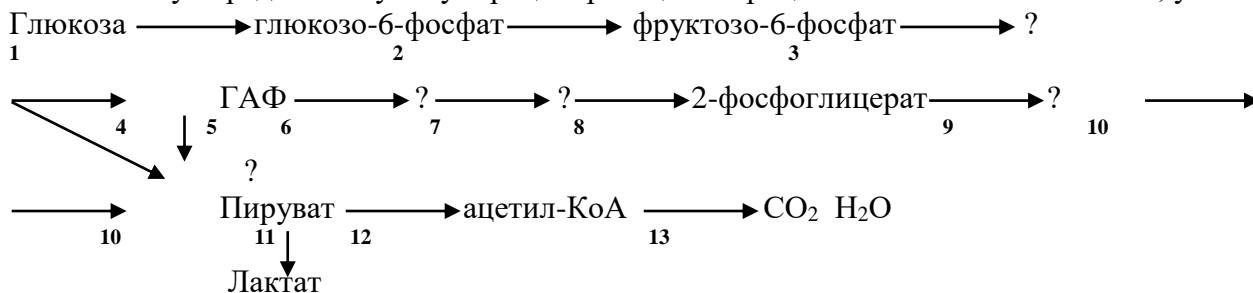 Глюкоза глюкозо-6-фосфат фруктозо-6-фосфат ?
1 2 3
ГАФ ? ? 2-фосфоглицерат ?
4 5 6 7 8 9 10
?
Пируват ацетил-КоА CO₂ H₂O
10 11 12 13
Лактат